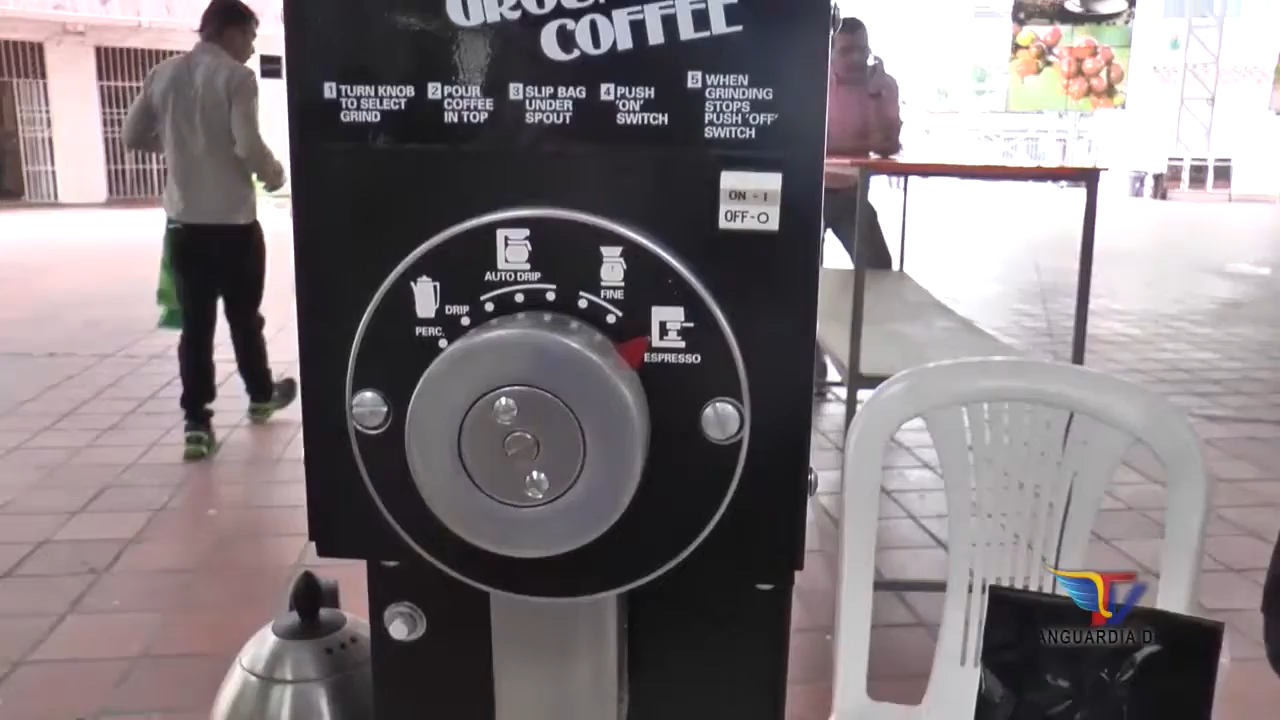 COFFEE
1 TURN KNOB
TO SELECT
GRIND
2 POUR
COFFEE
IN TOP
3 SLIP BAG
UNDER
SPOUT
4 PUSH
'ON'
SWITCH
5 WHEN
GRINDING
STOPS
PUSH 'OFF'
SWITCH
ON - I
OFF - O
AUTO DRIP
FINE
DRIP
PERC.
ESPRESSO
TV
ANGUARDIA D